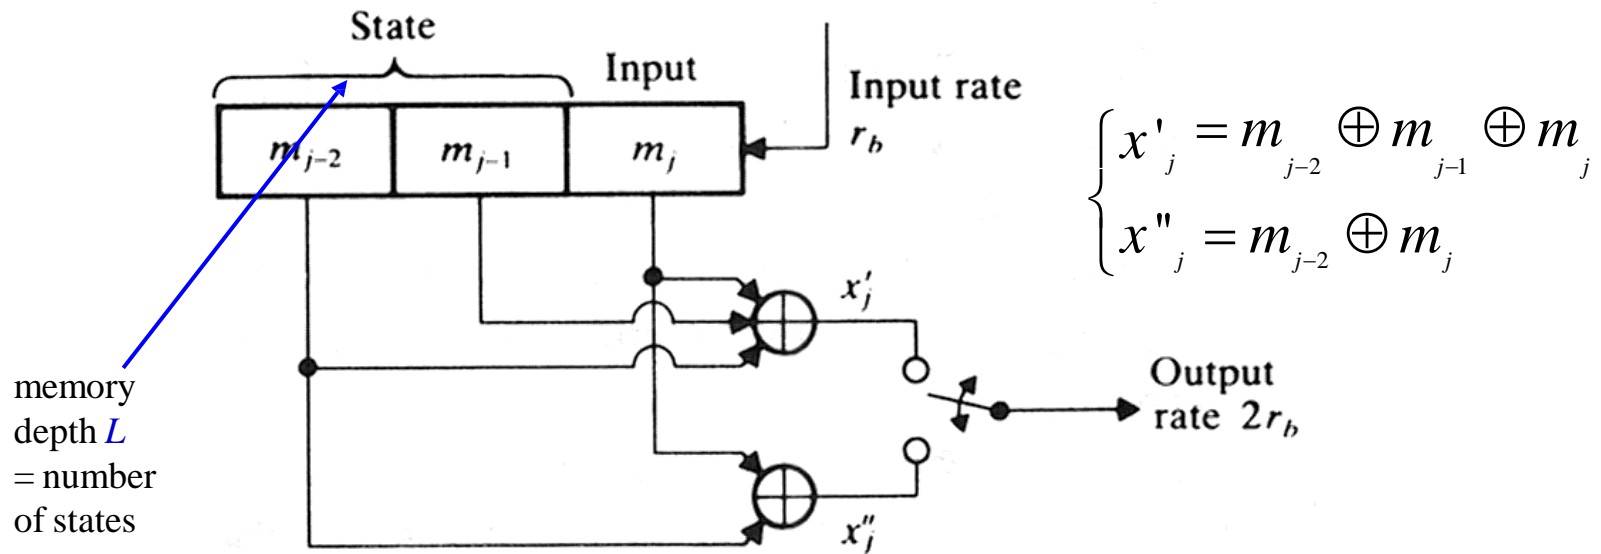 State
Input
Input rate
r_b
m_{j-2} m_{j-1} m_j
x'_j = m_{j-2} ⊕ m_{j-1} ⊕ m_j
x"_j = m_{j-2} ⊕ m_j
x'_j
Output
rate 2r_b
x"_j
memory
depth L
= number
of states